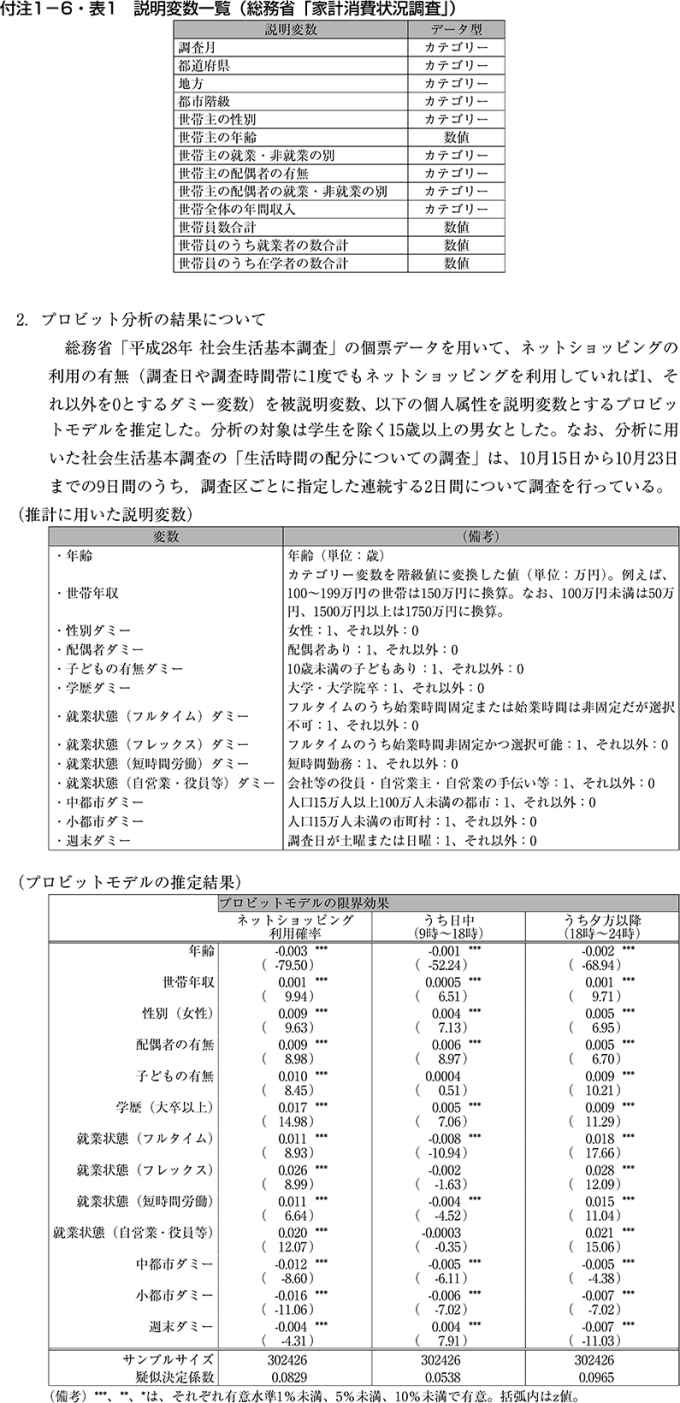 付注1－6・表1　説明変数一覧（総務省「家計消費状況調査」）
説明変数　データ型
調査月　カテゴリー
都道府県　カテゴリー
地方　カテゴリー
都市階級　カテゴリー
世帯主の性別　カテゴリー
世帯主の年齢　数値
世帯主の就業・非就業の別　カテゴリー
世帯主の配偶者の有無　カテゴリー
世帯主の配偶者の就業・非就業の別　カテゴリー
世帯全体の年間収入　カテゴリー
世帯員数合計　数値
世帯員のうち就業者の数合計　数値
世帯員のうち在学者の数合計　数値
2．プロビット分析の結果について
総務省「平成28年 社会生活基本調査」の個票データを用いて、ネットショッピングの
利用の有無（調査日や調査時間帯に1度でもネットショッピングを利用していれば1、そ
れ以外を0とするダミー変数）を被説明変数、以下の個人属性を説明変数とするプロビッ
トモデルを推定した。分析の対象は学生を除く15歳以上の男女とした。なお、分析に用
いた社会生活基本調査の「生活時間の配分についての調査」は、10月15日から10月23日
までの9日間のうち，調査区ごとに指定した連続する2日間について調査を行っている。
（推計に用いた説明変数）
変数　（備考）
・年齢　年齢（単位：歳）
カテゴリー変数を階級値に変換した値（単位：万円）。例えば、
・世帯年収　100～199万円の世帯は150万円に換算。なお、100万円未満は50万
円、1500万円以上は1750万円に換算。
・性別ダミー　女性：1、それ以外：0
・配偶者ダミー　配偶者あり：1、それ以外：0
・子どもの有無ダミー　10歳未満の子どもあり：1、それ以外：0
・学歴ダミー　大学・大学院卒：1、それ以外：0
・就業状態（フルタイム）ダミー　フルタイムのうち始業時間固定または始業時間は非固定だが選択
不可：1、それ以外：0
・就業状態（フレックス）ダミー　フルタイムのうち始業時間非固定かつ選択可能：1、それ以外：0
・就業状態（短時間労働）ダミー　短時間勤務：1、それ以外：0
・就業状態（自営業・役員等）ダミー　会社等の役員・自営業主・自営業の手伝い等：1、それ以外：0
・中都市ダミー　人口15万人以上100万人未満の都市：1、それ以外：0
・小都市ダミー　人口15万人未満の市町村：1、それ以外：0
・週末ダミー　調査日が土曜または日曜：1、それ以外：0
（プロビットモデルの推定結果）
プロビットモデルの限界効果
ネットショッピング　うち日中　うち夕方以降
利用確率　（9時～18時）　（18時～24時）
年齢　-0.003 ***　-0.001 ***　-0.002 ***
（ -79.50）　（ -52.24）　（ -68.94）
世帯年収　0.001 ***　0.0005 ***　0.001 ***
（ 9.94）　（ 6.51）　（ 9.71）
性別（女性）　0.009 ***　0.004 ***　0.005 ***
（ 9.63）　（ 7.13）　（ 6.95）
配偶者の有無　0.009 ***　0.006 ***　0.005 ***
（ 8.98）　（ 8.97）　（ 6.70）
子どもの有無　0.010 ***　0.0004　0.009 ***
（ 8.45）　（ 0.51）　（ 10.21）
学歴（大卒以上）　0.017 ***　0.005 ***　0.009 ***
（ 14.98）　（ 7.06）　（ 11.29）
就業状態（フルタイム）　0.011 ***　-0.008 ***　0.018 ***
（ 8.93）　（ -10.94）　（ 17.66）
就業状態（フレックス）　0.026 ***　-0.002　0.028 ***
（ 8.99）　（ -1.63）　（ 12.09）
就業状態（短時間労働）　0.011 ***　-0.004 ***　0.015 ***
（ 6.64）　（ -4.52）　（ 11.04）
就業状態（自営業・役員等）　0.020 ***　-0.0003　0.021 ***
（ 12.07）　（ -0.35）　（ 15.06）
中都市ダミー　-0.012 ***　-0.005 ***　-0.005 ***
（ -8.60）　（ -6.11）　（ -4.38）
小都市ダミー　-0.016 ***　-0.006 ***　-0.007 ***
（ -11.06）　（ -7.02）　（ -7.02）
週末ダミー　-0.004 ***　0.004 ***　-0.007 ***
（ -4.31）　（ 7.91）　（ -11.03）
サンプルサイズ　302426　302426　302426
疑似決定係数　0.0829　0.0538　0.0965
（備考）***、**、*は、それぞれ有意水準1％未満、5％未満、10％未満で有意。括弧内はz値。